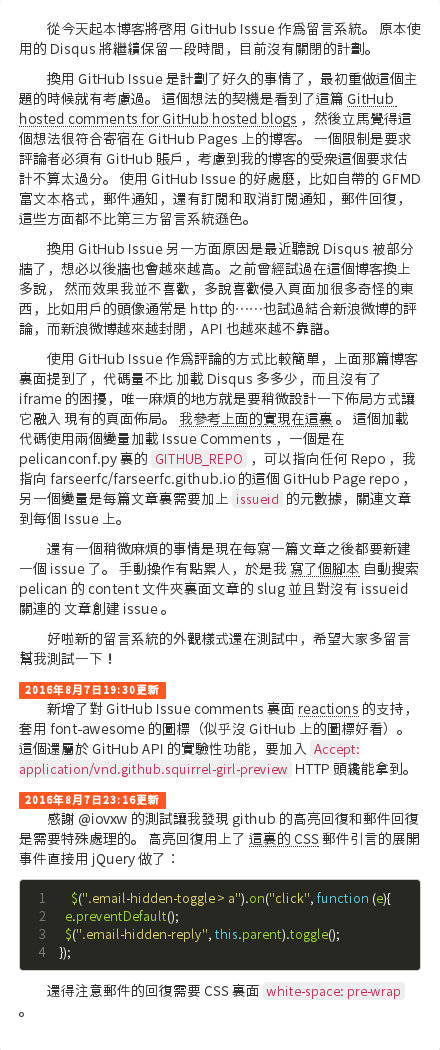 從今天起本博客將啓用 GitHub Issue 作爲留言系統。 原本使
用的 Disqus 將繼續保留一段時間，目前沒有關閉的計劃。
換用 GitHub Issue 是計劃了好久的事情了，最初重做這個主
題的時候就有考慮過。 這個想法的契機是看到了這篇 GitHub
hosted comments for GitHub hosted blogs ，然後立馬覺得這
個想法很符合寄宿在 GitHub Pages 上的博客。 一個限制是要求
評論者必須有 GitHub 賬戶，考慮到我的博客的受衆這個要求估
計不算太過分。 使用 GitHub Issue 的好處麼，比如自帶的 GFMD
富文本格式，郵件通知，還有訂閱和取消訂閱通知，郵件回復，
這些方面都不比第三方留言系統遜色。
換用 GitHub Issue 另一方面原因是最近聽說 Disqus 被部分
牆了，想必以後牆也會越來越高。之前曾經試過在這個博客換上
多說， 然而效果我並不喜歡，多說喜歡侵入頁面加很多奇怪的東
西，比如用戶的頭像通常是 http 的⋯⋯也試過結合新浪微博的評
論，而新浪微博越來越封閉，API 也越來越不靠譜。
使用 GitHub Issue 作爲評論的方式比較簡單，上面那篇博客
裏面提到了，代碼量不比 加載 Disqus 多多少，而且沒有了
iframe 的困擾，唯一麻煩的地方就是要稍微設計一下佈局方式讓
它融入 現有的頁面佈局。 我參考上面的實現在這裏 。 這個加載
代碼使用兩個變量加載 Issue Comments ，一個是在
pelicanconf.py 裏的 GITHUB_REPO ，可以指向任何 Repo ，我
指向 farseerfc/farseerfc.github.io 的這個 GitHub Page repo ，
另一個變量是每篇文章裏需要加上 issueid 的元數據，關連文章
到每個 Issue 上。
還有一個稍微麻煩的事情是現在每寫一篇文章之後都要新建
一個 issue 了。 手動操作有點累人，於是我 寫了個腳本 自動搜索
pelican 的 content 文件夾裏面文章的 slug 並且對沒有 issueid
關連的 文章創建 issue 。
好啦新的留言系統的外觀樣式還在測試中，希望大家多留言
幫我測試一下！
2016年8月7日19:30更新
新增了對 GitHub Issue comments 裏面 reactions 的支持，
套用 font-awesome 的圖標（似乎沒 GitHub 上的圖標好看）。
這個還屬於 GitHub API 的實驗性功能，要加入 Accept:
application/vnd.github.squirrel-girl-preview HTTP 頭纔能拿到。
2016年8月7日23:16更新
感謝 @iovxw 的測試讓我發現 github 的高亮回復和郵件回復
是需要特殊處理的。 高亮回復用上了 這裏的 CSS 郵件引言的展開
事件直接用 jQuery 做了：
1 $(".email-hidden-toggle > a").on("click", function (e){
2 e.preventDefault();
3 $(".email-hidden-reply", this.parent).toggle();
4 });
還得注意郵件的回復需要 CSS 裏面 white-space: pre-wrap
。